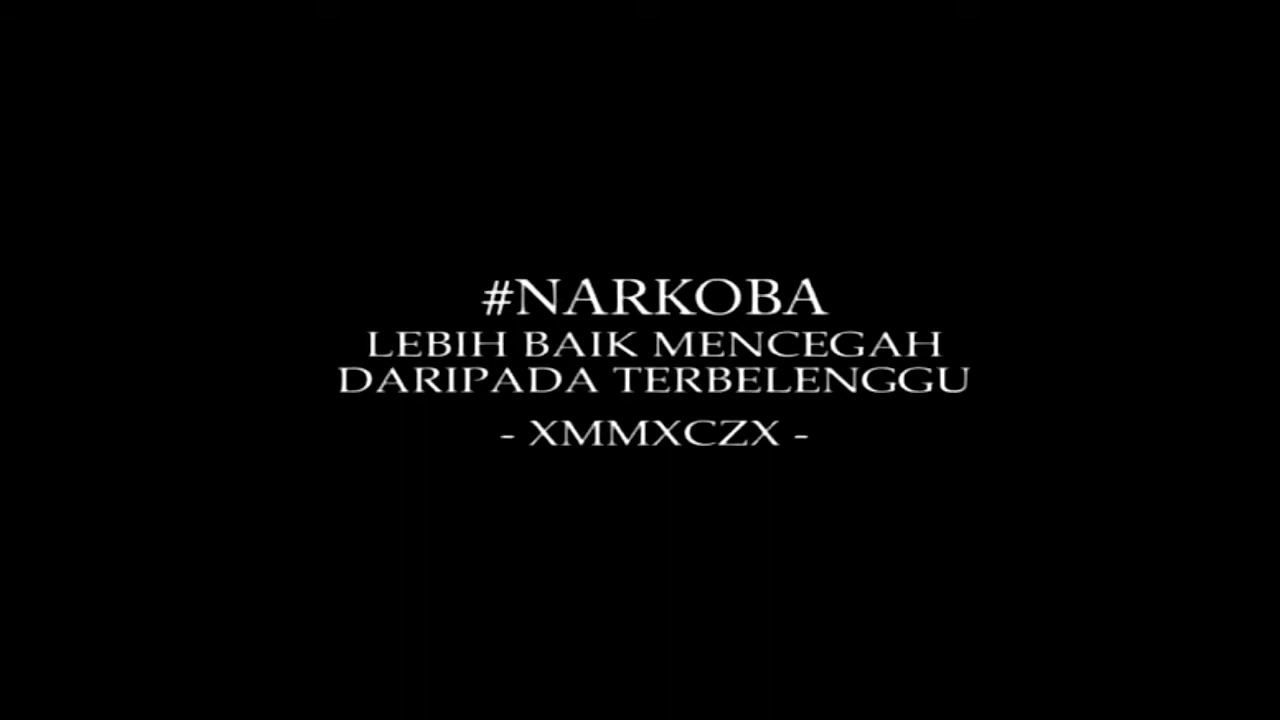 #NARKOBA
LEBIH BAIK MENCEGAH
DARIPADA TERBELENGGU
- XMMXCZX -